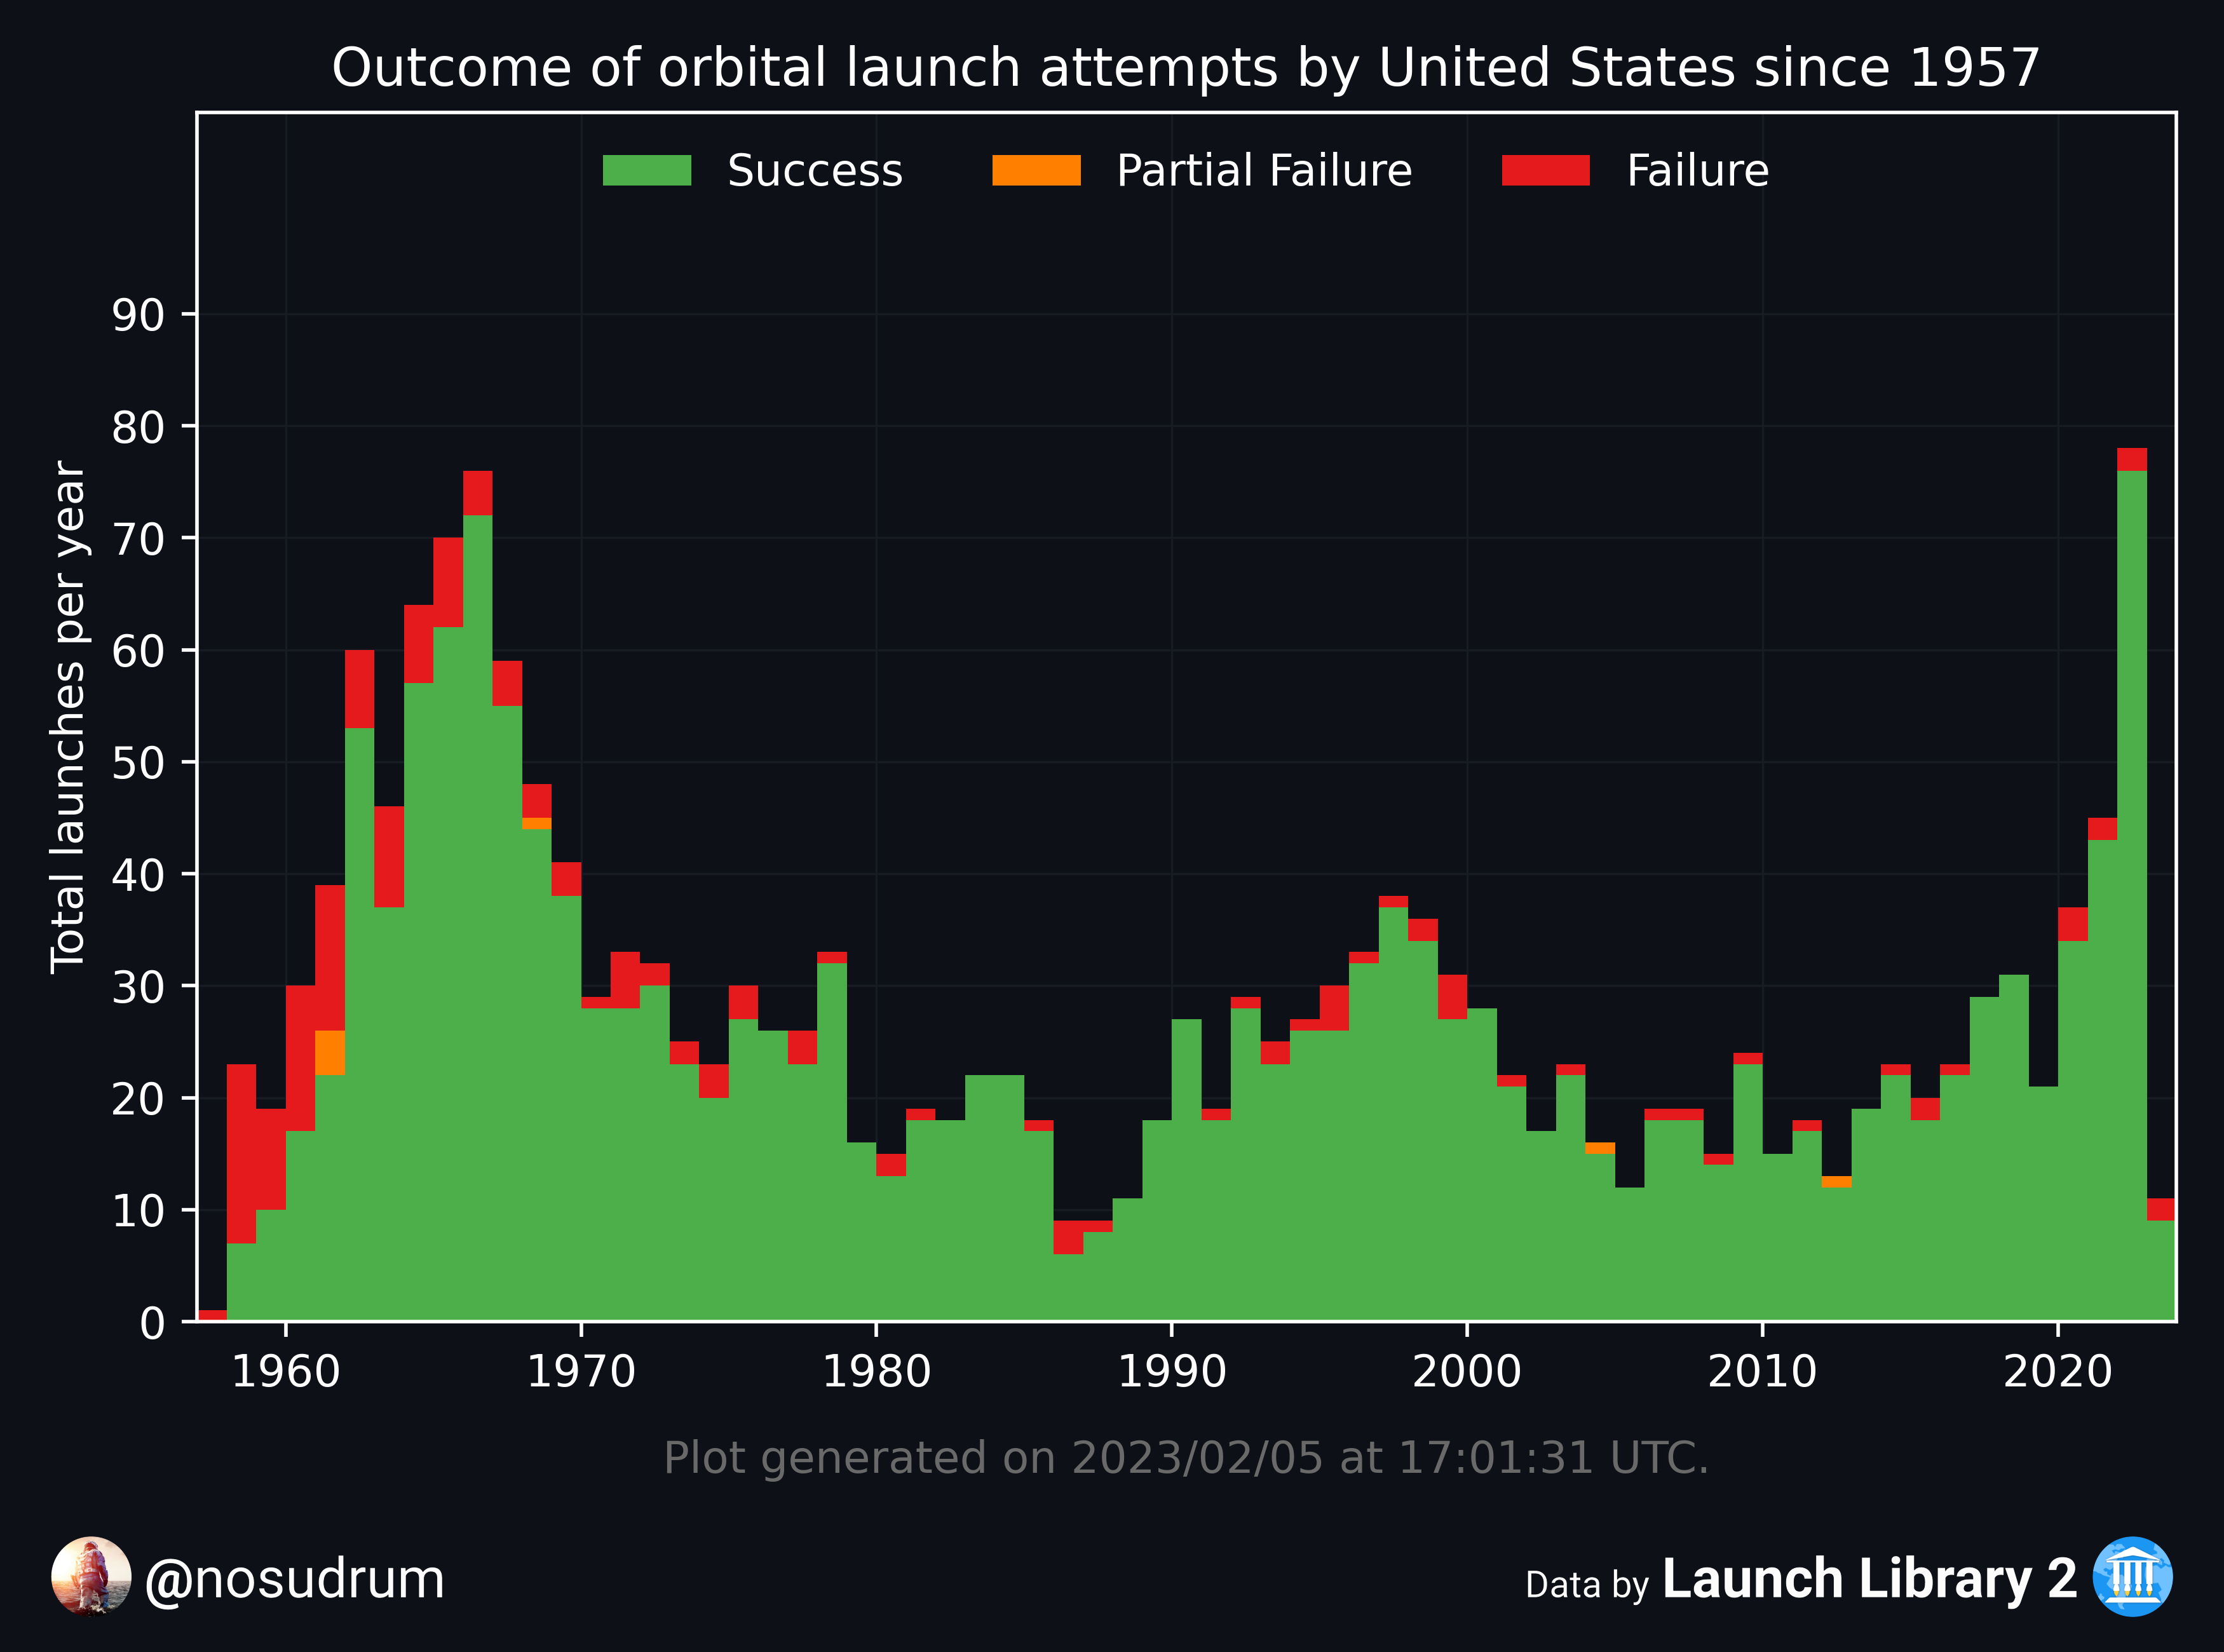 Outcome of orbital launch attempts by United States since 1957
Success Partial Failure Failure
Total launches per year
90
80
70
60
50
40
30
20
10
0
1960 1970 1980 1990 2000 2010 2020
Plot generated on 2023/02/05 at 17:01:31 UTC.
@nosudrum
Data by Launch Library 2